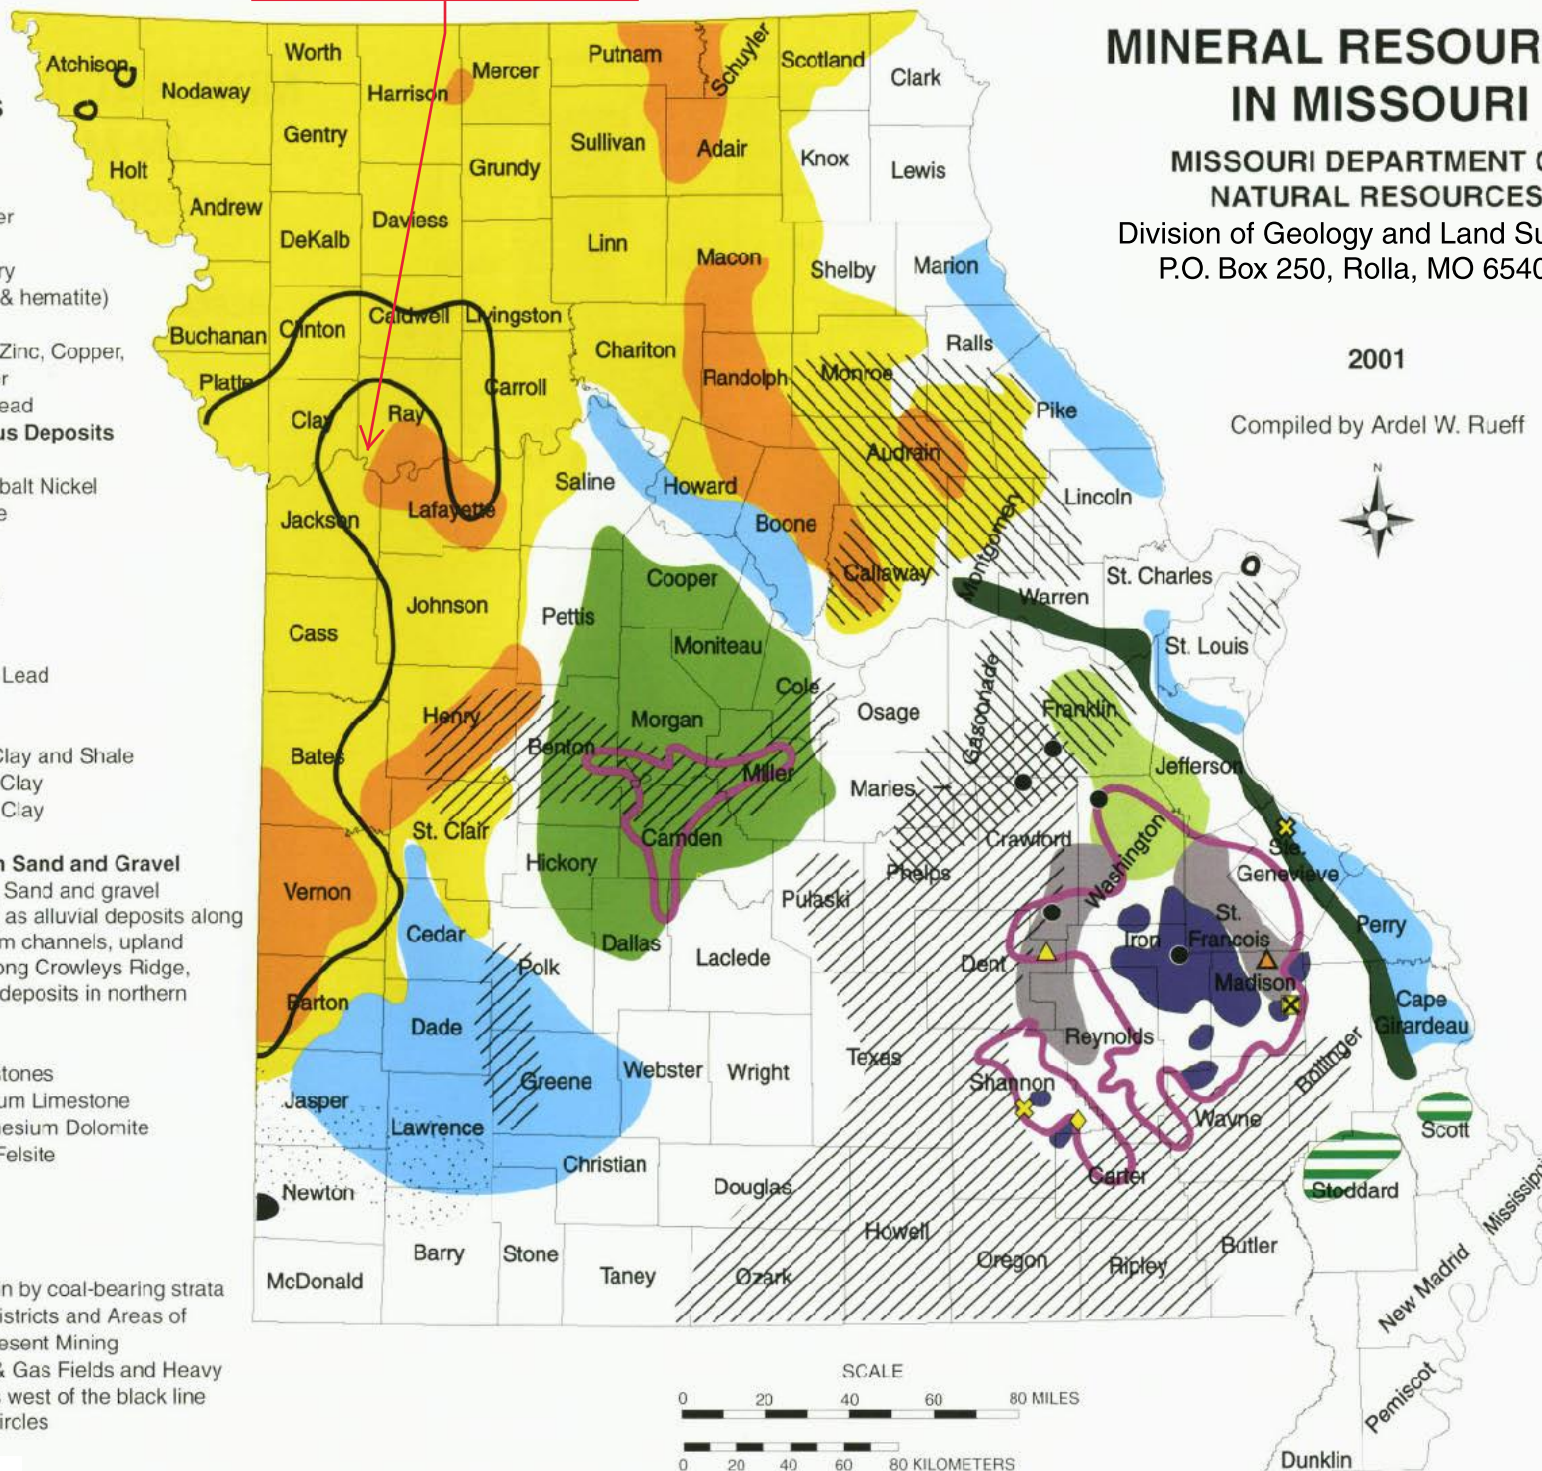 MINERAL RESOUR
IN MISSOURI
MISSOURI DEPARTMENT
NATURAL RESOURCES
Division of Geology and Land Su
P.O. Box 250, Rolla, MO 6540
2001
Compiled by Ardel W. Rueff
N
S
er
ry
& hematite)
Zinc, Copper,
r
ead
us Deposits
balt Nickel
e
Lead
Clay and Shale
Clay
Clay
n Sand and Gravel
Sand and gravel
as alluvial deposits along
m channels, upland
ong Crowleys Ridge,
deposits in northern
tones
um Limestone
nesium Dolomite
Felsite
in by coal-bearing strata
istricts and Areas of
esent Mining
& Gas Fields and Heavy
s west of the black line
ircles
Atchison
Nodaway
Worth
Harrison
Mercer
Putnam
Schuyler
Scotland
Clark
Holt
Gentry
Grundy
Sullivan
Adair
Knox
Lewis
Andrew
DeKalb
Daviess
Linn
Macon
Shelby
Marion
Buchanan
Clinton
Caldwell
Livingston
Chariton
Randolph
Monroe
Ralls
Platte
Clay
Ray
Carroll
Audrain
Pike
Saline
Howard
Boone
Lincoln
Jackson
Lafayette
Callaway
Montgomery
Warren
St. Charles
Cass
Johnson
Pettis
Cooper
Moniteau
St. Louis
Henry
Benton
Morgan
Cole
Osage
Gasconade
Franklin
Bates
Miller
Maries
Jefferson
St. Clair
Hickory
Camden
Crawford
Washington
Ste.
Genevieve
Vernon
Pulaski
Phelps
Cedar
Polk
Dallas
Laclede
Dent
Iron
St.
Francois
Madison
Perry
Barton
Dade
Cape
Girardeau
Greene
Webster
Wright
Texas
Reynolds
Shannon
Bollinger
Jasper
Lawrence
Wayne
Scott
Christian
Douglas
Carter
Stoddard
Mississippi
Newton
McDonald
Barry
Stone
Taney
Ozark
Howell
Oregon
Ripley
Butler
New Madrid
Pemiscot
Dunklin
SCALE
0 20 40 60 80 MILES
0 20 40 60 80 KILOMETERS